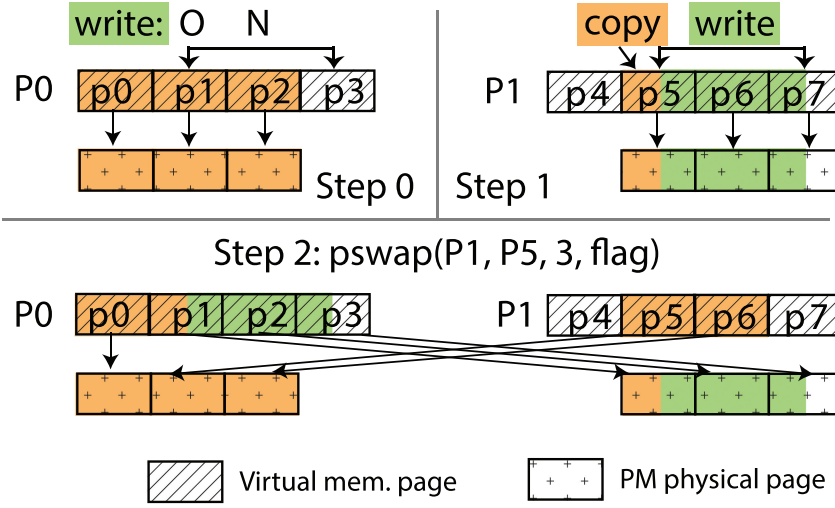 write: O N
P0 p0 p1 p2 p3
Step 0
copy write
P1 p4 p5 p6 p7
Step 1
Step 2: pswap(P1, P5, 3, flag)
P0 p0 p1 p2 p3
P1 p4 p5 p6 p7
Virtual mem. page
PM physical page